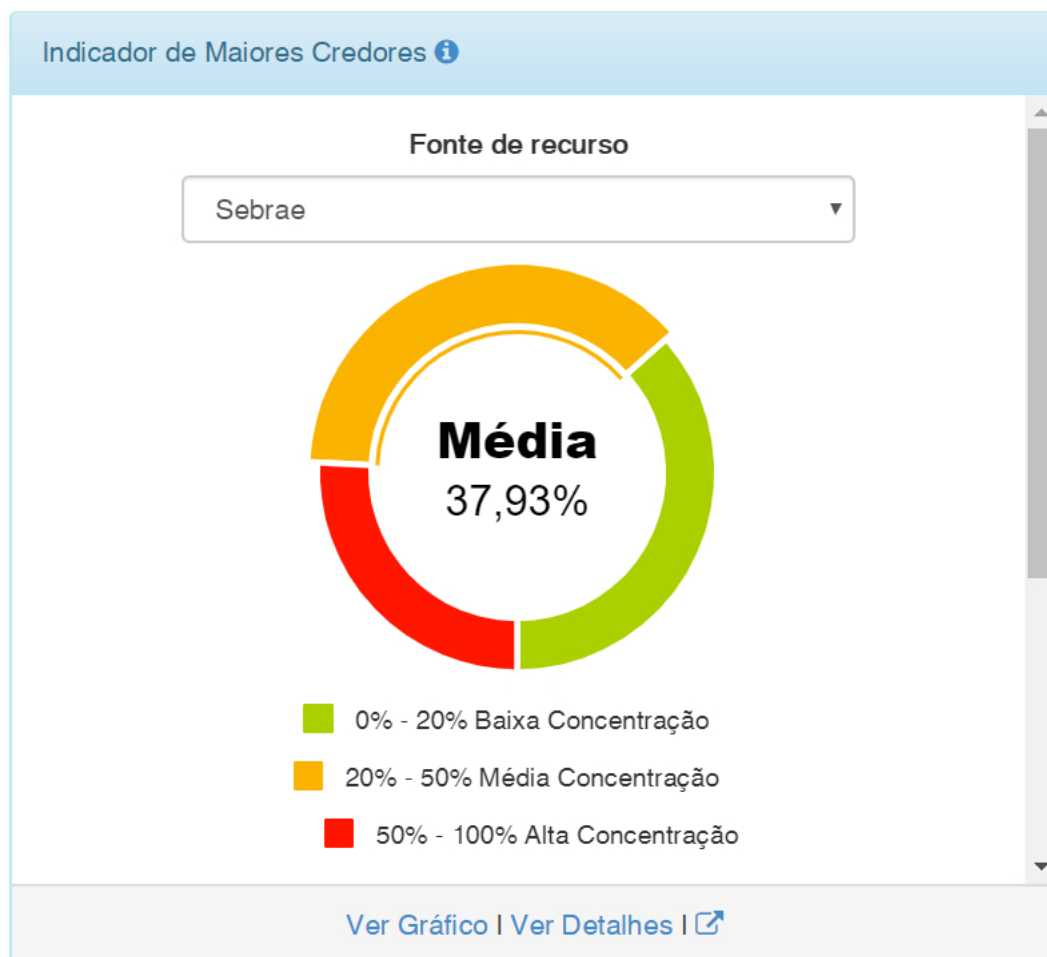 Indicador de Maiores Credores
Fonte de recurso
Sebrae
Média
37,93%
0% - 20% Baixa Concentração
20% - 50% Média Concentração
50% - 100% Alta Concentração
Ver Gráfico | Ver Detalhes |